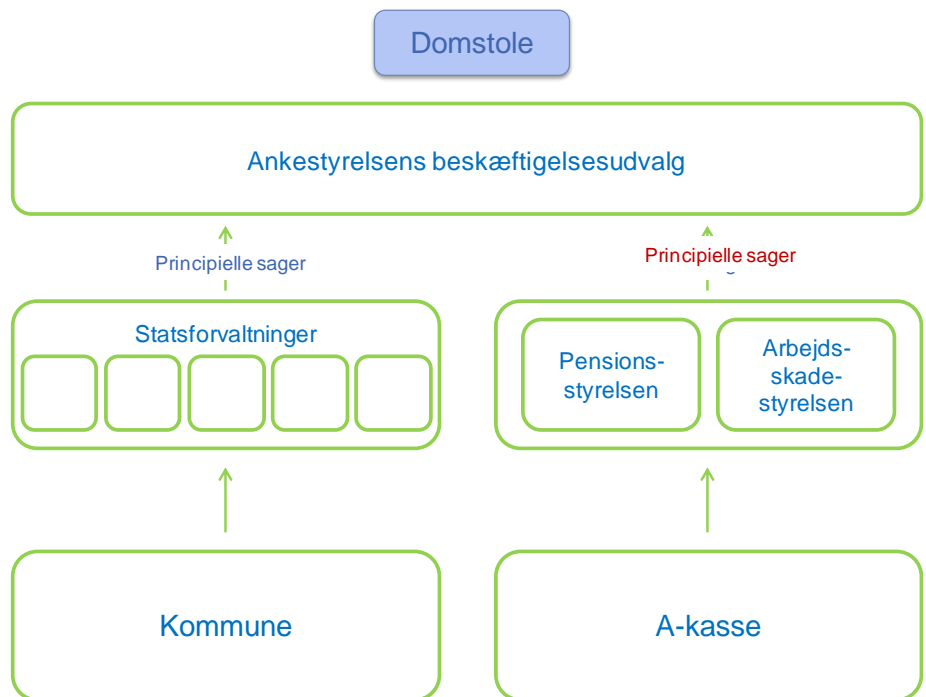 Domstole
Ankestyrelsens beskæftigelsesudvalg
Principielle sager
Principielle sager
Statsforvaltninger
Pensions-
styrelsen
Arbejds-
skade-
styrelsen
Kommune
A-kasse